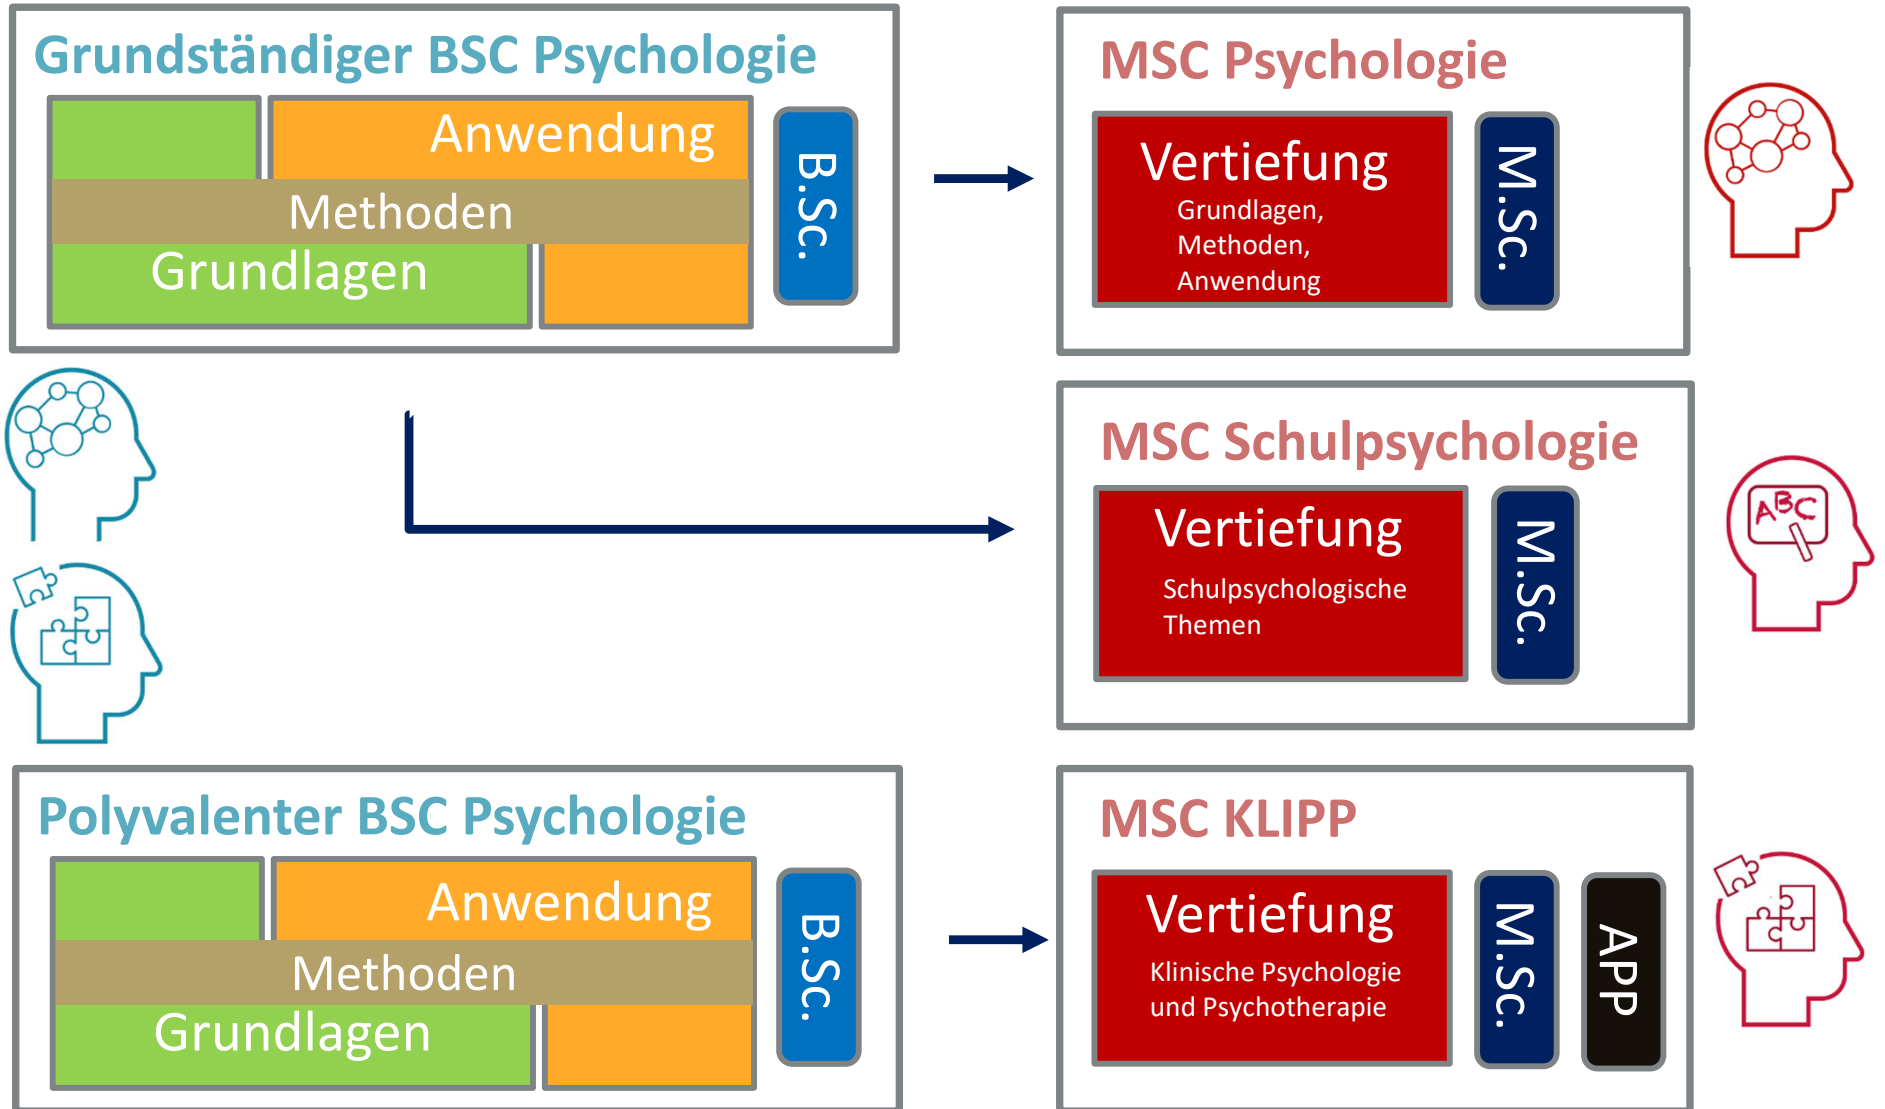 Grundständiger BSC Psychologie
Anwendung
Methoden
Grundlagen
B.Sc.
MSC Psychologie
Vertiefung
Grundlagen,
Methoden,
Anwendung
M.Sc.
MSC Schulpsychologie
Vertiefung
Schulpsychologische
Themen
M.Sc.
ABC
Polyvalenter BSC Psychologie
Anwendung
Methoden
Grundlagen
B.Sc.
MSC KLIPP
Vertiefung
Klinische Psychologie
und Psychotherapie
M.Sc.
APP